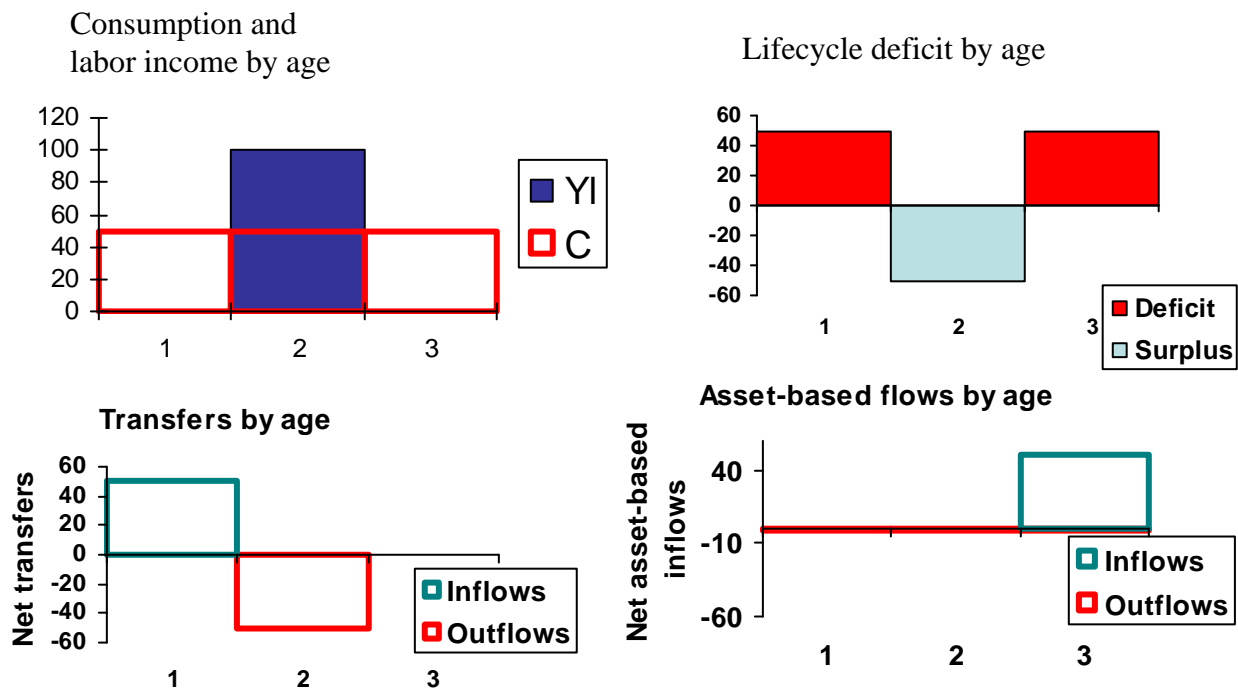 Consumption and
labor income by age
120
100
80
60
40
20
0
1 2 3
Yl
C
Lifecycle deficit by age
60
40
20
0
-20
-40
-60
1 2 3
Deficit
Surplus
Transfers by age
Net transfers
60
40
20
0
-20
-40
-60
1 2 3
Inflows
Outflows
Asset-based flows by age
Net asset-based
inflows
40
-10
-60
1 2 3
Inflows
Outflows